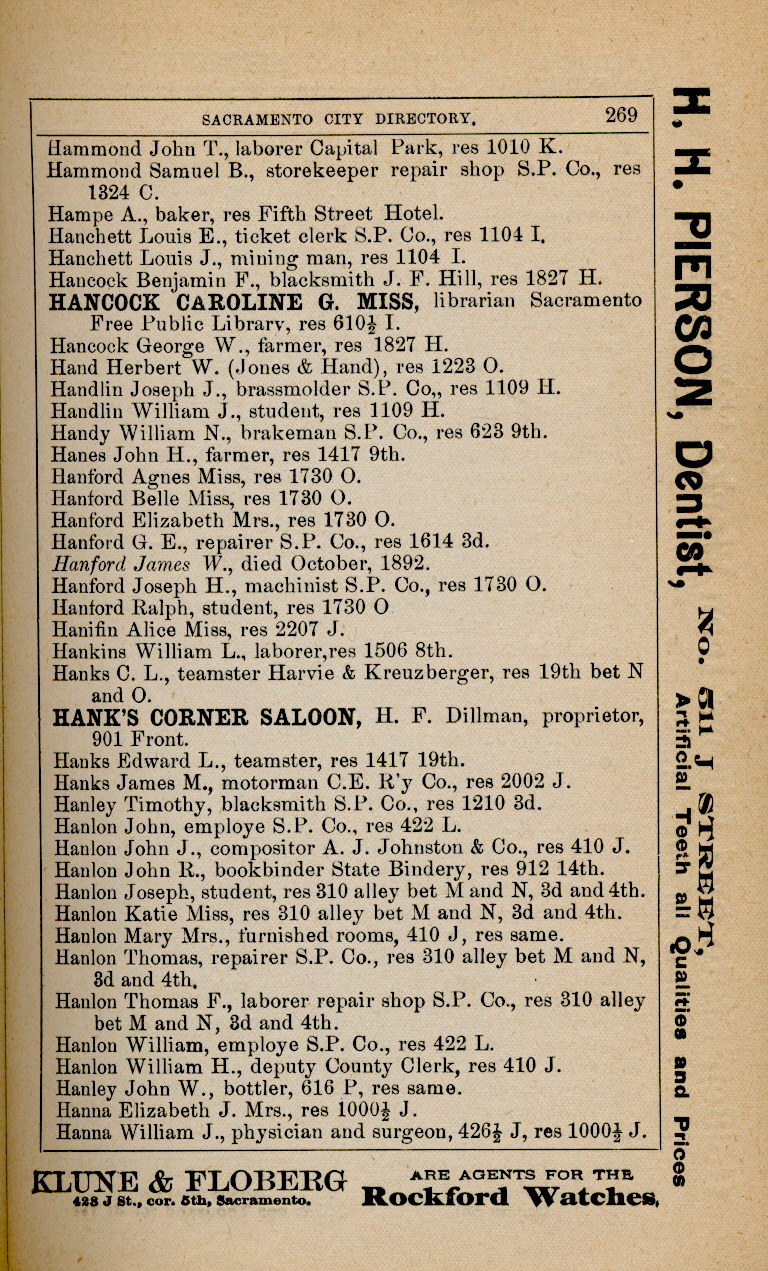 SACRAMENTO CITY DIRECTORY. 269
Hammond John T., laborer Capital Park, res 1010 K.
Hammond Samuel B., storekeeper repair shop S.P. Co., res
1324 C.
Hampe A., baker, res Fifth Street Hotel.
Hanchett Louis E., ticket clerk S.P. Co., res 1104 I.
Hanchett Louis J., mining man, res 1104 I.
Hancock Benjamin F., blacksmith J. F. Hill, res 1827 H.
HANCOCK CAROLINE G. MISS, librarian Sacramento
Free Public Library, res 610½ I.
Hancock George W., farmer, res 1827 H.
Hand Herbert W. (Jones & Hand), res 1223 O.
Handlin Joseph J., brassmolder S.P. Co,, res 1109 H.
Handlin William J., student, res 1109 H.
Handy William N., brakeman S.P. Co., res 623 9th.
Hanes John H., farmer, res 1417 9th.
Hanford Agnes Miss, res 1730 O.
Hanford Belle Miss, res 1730 O.
Hanford Elizabeth Mrs., res 1730 O.
Hanford G. E., repairer S.P. Co., res 1614 3d.
Hanford James W., died October, 1892.
Hanford Joseph H., machinist S.P. Co., res 1730 O.
Hanford Ralph, student, res 1730 O
Hanifin Alice Miss, res 2207 J.
Hankins William L., laborer,res 1506 8th.
Hanks C. L., teamster Harvie & Kreuzberger, res 19th bet N
and O.
HANK'S CORNER SALOON, H. F. Dillman, proprietor,
901 Front.
Hanks Edward L., teamster, res 1417 19th.
Hanks James M., motorman C.E. R'y Co., res 2002 J.
Hanley Timothy, blacksmith S.P. Co., res 1210 3d.
Hanlon John, employe S.P. Co., res 422 L.
Hanlon John J., compositor A. J. Johnston & Co., res 410 J.
Hanlon John R., bookbinder State Bindery, res 912 14th.
Hanlon Joseph, student, res 310 alley bet M and N, 3d and 4th.
Hanlon Katie Miss, res 310 alley bet M and N, 3d and 4th.
Hanlon Mary Mrs., furnished rooms, 410 J, res same.
Hanlon Thomas, repairer S.P. Co., res 310 alley bet M and N,
3d and 4th.
Hanlon Thomas F., laborer repair shop S.P. Co., res 310 alley
bet M and N, 3d and 4th.
Hanlon William, employe S.P. Co., res 422 L.
Hanlon William H., deputy County Clerk, res 410 J.
Hanley John W., bottler, 616 P, res same.
Hanna Elizabeth J. Mrs., res 1000½ J.
Hanna William J., physician and surgeon, 426½ J, res 1000½ J.
H. H. PIERSON, Dentist, No. 511 J STREET,
Artificial Teeth all Qualities and Prices
KLUNE & FLOBERG
428 J St., cor. 5th, Sacramento.
ARE AGENTS FOR THE
Rockford Watches,